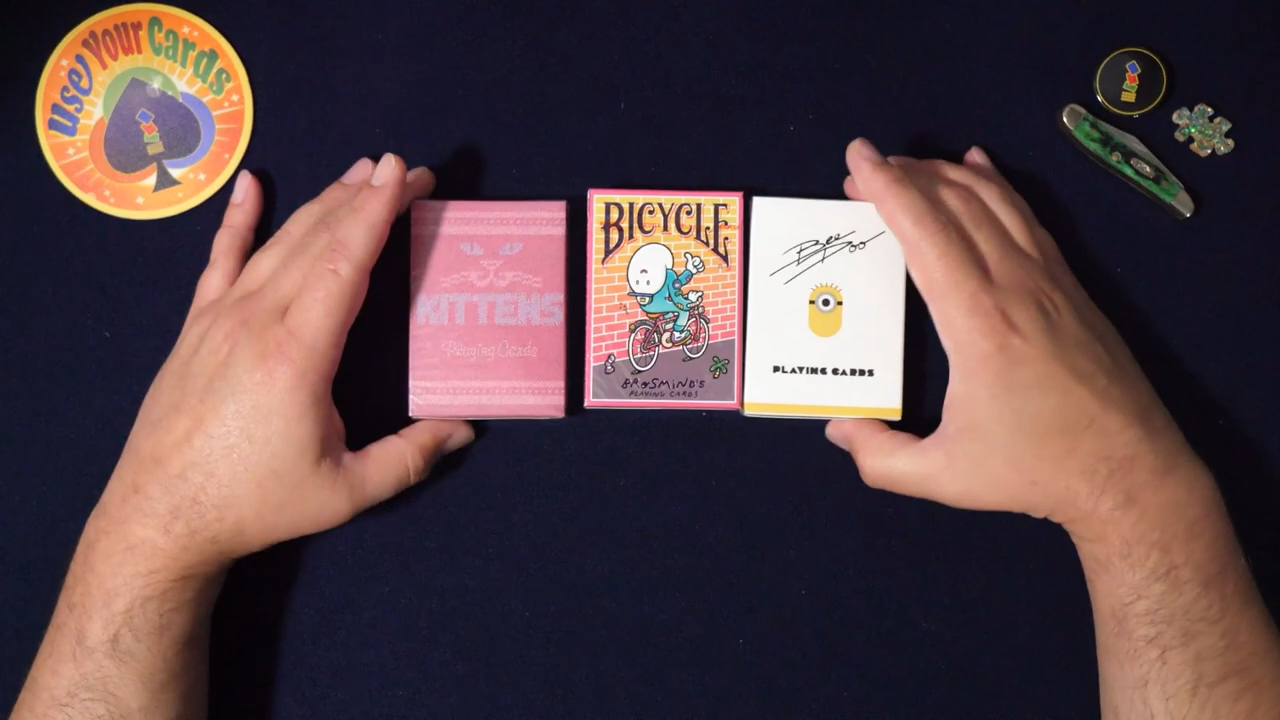 Use Your Cards
KITTENS
Playing Cards
BICYCLE
BROSMIND'S
PLAYING CARDS
Bee
Doo
PLAYING CARDS